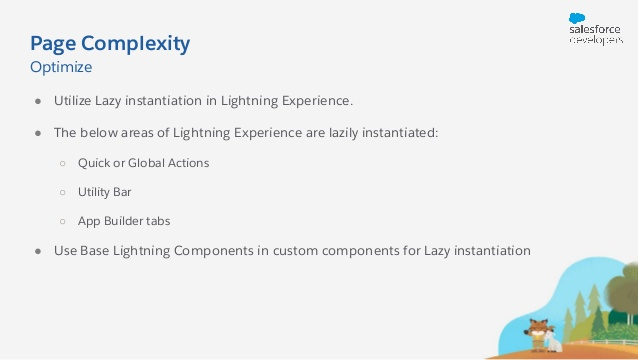 Page Complexity
Optimize
salesforce
developers
● Utilize Lazy instantiation in Lightning Experience.
● The below areas of Lightning Experience are lazily instantiated:
○ Quick or Global Actions
○ Utility Bar
○ App Builder tabs
● Use Base Lightning Components in custom components for Lazy instantiation